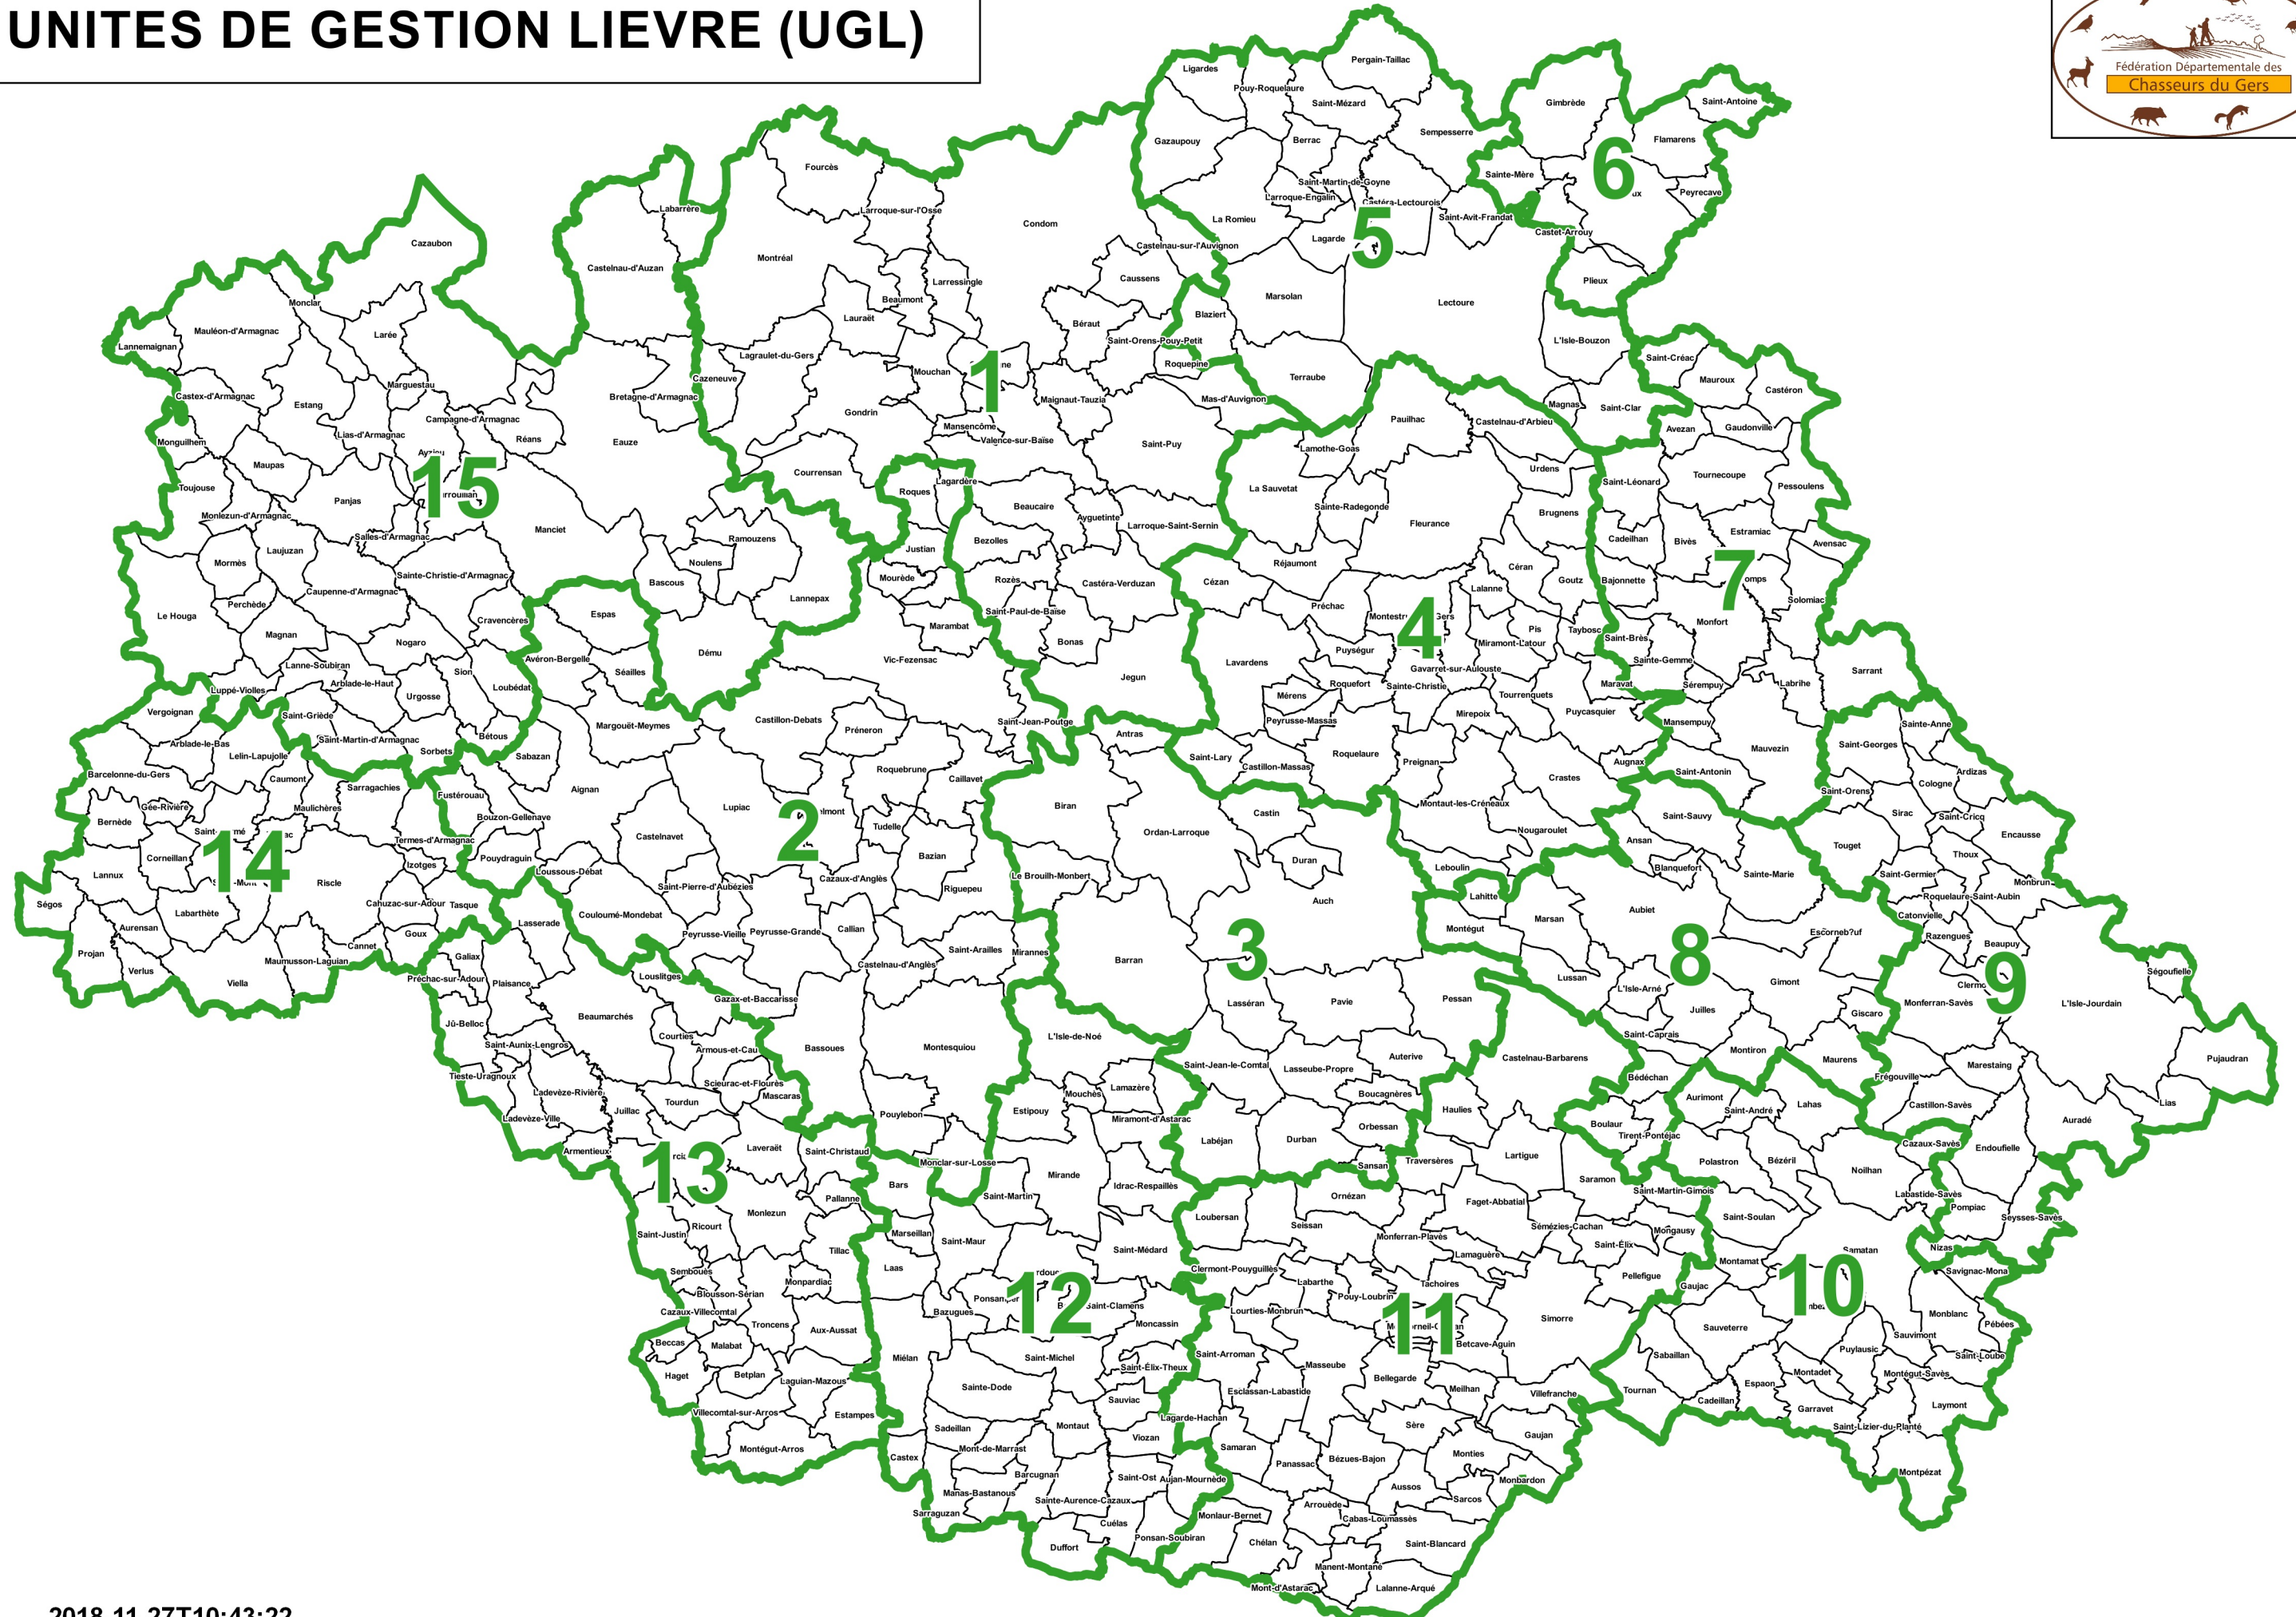 UNITES DE GESTION LIEVRE (UGL)
Fédération Départementale des
Chasseurs du Gers
Pergain-Taillac
Ligardes
Pouy-Roquelaure
Saint-Mézard
Gimbrède
Saint-Antoine
Gazaupouy
Berrac
Sempesserre
Flamarens
Fourcès
6
Sainte-Mère
Saint-Martin-de-Goyne
Larroque-Engalin
Peyrecave
Labarrère
Larroque-sur-l'Osse
Condom
La Romieu
Castéra-Lectourois
Saint-Avit-Frandat
Cazaubon
Castelnau-sur-l'Auvignon
Lagarde
5
Castet-Arrouy
Castelnau-d'Auzan
Montréal
Caussens
Larressingle
Plieux
Monclar
Beaumont
Marsolan
Lectoure
Mauléon-d'Armagnac
Larée
Lauraët
Béraut
Blaziert
Lannemaignan
Lagraulet-du-Gers
Saint-Orens-Pouy-Petit
L'Isle-Bouzon
Saint-Créac
Marguestau
Cazeneuve
Mouchan
1
Roquepine
Terraube
Mauroux
Castéron
Castex-d'Armagnac
Estang
Bretagne-d'Armagnac
Gondrin
Maignaut-Tauzia
Mas-d'Auvignon
Magnas
Saint-Clar
Campagne-d'Armagnac
Mansencôme
Pauilhac
Castelnau-d'Arbieu
Avezan
Gaudonville
Monguilhem
Lias-d'Armagnac
Réans
Eauze
Valence-sur-Baïse
Saint-Puy
Lamothe-Goas
Maupas
15
Courrensan
Urdens
Tournecoupe
Toujouse
Panjas
Roques
Lagardère
La Sauvetat
Saint-Léonard
Pessoulens
Monlezun-d'Armagnac
Beaucaire
Ayguetinte
Larroque-Saint-Sernin
Sainte-Radegonde
Fleurance
Brugnens
Salles-d'Armagnac
Manciet
Ramouzens
Justian
Bezolles
Cadeilhan
Bivès
Estramiac
Avensac
Laujuzan
Mormès
Noulens
Réjaumont
7
Sainte-Christie-d'Armagnac
Bascous
Mourède
Rozès
Castéra-Verduzan
Cézan
Céran
Goutz
Bajonnette
Caupenne-d'Armagnac
Lalanne
Perchède
Lannepax
Solomiac
Le Houga
Cravencères
Espas
Saint-Paul-de-Baïse
Préchac
4
Marambat
Monfort
Magnan
Nogaro
Bonas
Puységur
Pis
Taybosc
Saint-Brès
Miramont-Latour
Dému
Vic-Fezensac
Avéron-Bergelle
Lavardens
Sainte-Gemme
Lanne-Soubiran
Sion
Séailles
Jegun
Gavarret-sur-Aulouste
Sarrant
Luppé-Violles
Arblade-le-Haut
Urgosse
Loubédat
Mérens
Roquefort
Sainte-Christie
Tourrenquets
Maravat
Sérempuy
Labrihe
Vergoignan
Saint-Griède
Margouët-Meymes
Castillon-Debats
Saint-Jean-Poutge
Peyrusse-Massas
Mirepoix
Puycasquier
Mansempuy
Sainte-Anne
Arblade-le-Bas
Saint-Martin-d'Armagnac
Bétous
Préneron
Antras
Lelin-Lapujolle
Sorbets
Sabazan
Saint-Lary
Castillon-Massas
Roquelaure
Preignan
Augnax
Mauvezin
Saint-Georges
Barcelonne-du-Gers
Caumont
Sarragachies
Roquebrune
Caillavet
Saint-Antonin
Cologne
Ardizas
Fustérouau
Aignan
Crastes
Saint-Orens
Gée-Rivière
Maulichères
Lupiac
2
Biran
Castin
Montaut-les-Créneaux
Sirac
Saint-Cricq
Bernède
Bouzon-Gellenave
Tudelle
Ordan-Larroque
Nougaroulet
Saint-Sauvy
Encausse
Termes-d'Armagnac
Castelnavet
Ansan
Touget
Corneillan
14
Izotges
Pouydraguin
Bazian
Duran
Thoux
Lannux
Riscle
Loussous-Débat
Cazaux-d'Anglès
Le Brouilh-Monbert
Leboulin
Blanquefort
Sainte-Marie
Saint-Germier
Monbrun
Ségos
Saint-Pierre-d'Aubézies
Riguepeu
Auch
Lahitte
Roquelaure-Saint-Aubin
Labarthète
Cahuzac-sur-Adour
Tasque
Couloumé-Mondebat
Marsan
Aubiet
Catonvielle
Aurensan
Lasserade
Callian
Montégut
Escorneb?uf
Razengues
Goux
Peyrusse-Vieille
Peyrusse-Grande
Beaupuy
Projan
Cannet
Saint-Arailles
Mirannes
3
8
Verlus
Maumusson-Laguian
Galiax
Castelnau-d'Anglès
Barran
Ségoufielle
Viella
Préchac-sur-Adour
Plaisance
Louslitges
Lussan
Gimont
9
L'Isle-Arné
Gazax-et-Baccarisse
Lasséran
Pavie
Pessan
Monferran-Savès
L'Isle-Jourdain
Jû-Belloc
Beaumarchés
Juilles
Giscaro
Courties
L'Isle-de-Noé
Saint-Caprais
Saint-Aunix-Lengros
Armous-et-Cau
Bassoues
Montesquiou
Auterive
Castelnau-Barbarens
Montiron
Maurens
Pujaudran
Saint-Jean-le-Comtal
Lasseube-Propre
Marestaing
Tieste-Uragnoux
Scieurac-et-Flourès
Lamazère
Bédéchan
Frégouville
Ladevèze-Rivière
Mascaras
Mouchès
Boucagnères
Aurimont
Tourdun
Juillac
Estipouy
Haulies
Saint-André
Lahas
Castillon-Savès
Lias
Ladevèze-Ville
Pouylebon
Miramont-d'Astarac
Orbessan
Boulaur
Auradé
Labéjan
Durban
Tirent-Pontéjac
Cazaux-Savès
Armentieux
Laveraët
Saint-Christaud
Endoufielle
13
Monclar-sur-Losse
Sansan
Traversères
Lartigue
Polastron
Bézéril
Noilhan
Bars
Mirande
Idrac-Respaillès
Saramon
Pallanne
Saint-Martin
Ornézan
Faget-Abbatial
Saint-Martin-Gimois
Labastide-Savès
Monlezun
Loubersan
Seissan
Saint-Soulan
Pompiac
Seysses-Savès
Ricourt
Saint-Justin
Marseillan
Saint-Maur
Monferran-Plavès
Sémézies-Cachan
Mongausy
Tillac
Saint-Médard
Lamaguère
Saint-Élix
Nizas
Samatan
Sembouès
Laas
Clermont-Pouyguillès
Montamat
Savignac-Mona
Monpardiac
12
Labarthe
Tachoires
Pellefigue
Gaujac
10
Blousson-Sérian
Pouy-Loubrin
Cazaux-Villecomtal
Bazugues
Saint-Clamens
Lourties-Monbrun
11
Simorre
Monblanc
Troncens
Aux-Aussat
Moncassin
Sauveterre
Pébées
Beccas
Malabat
Betcave-Aguin
Sauvimont
Miélan
Saint-Michel
Saint-Arroman
Masseube
Sabaillan
Puylausic
Saint-Loube
Haget
Betplan
Saint-Élix-Theux
Laguian-Mazous
Sainte-Dode
Bellegarde
Montadet
Montégut-Savès
Esclassan-Labastide
Meilhan
Villefranche
Tournan
Espaon
Cadeillan
Sauviac
Villecomtal-sur-Arros
Estampes
Garravet
Laymont
Lagarde-Hachan
Sadeillan
Montaut
Sère
Saint-Lizier-du-Planté
Viozan
Gaujan
Montégut-Arros
Mont-de-Marrast
Samaran
Castex
Panassac
Bézues-Bajon
Monties
Barcugnan
Saint-Ost
Aujan-Mournède
Monbardon
Montpézat
Manas-Bastanous
Aussos
Sainte-Aurence-Cazaux
Arrouède
Sarcos
Sarraguzan
Monlaur-Bernet
Cabas-Loumassès
Cuélas
Ponsan-Soubiran
Duffort
Chélan
Saint-Blancard
Manent-Montané
Mont-d'Astarac
Lalanne-Arqué
2018-11-27T10:43:22